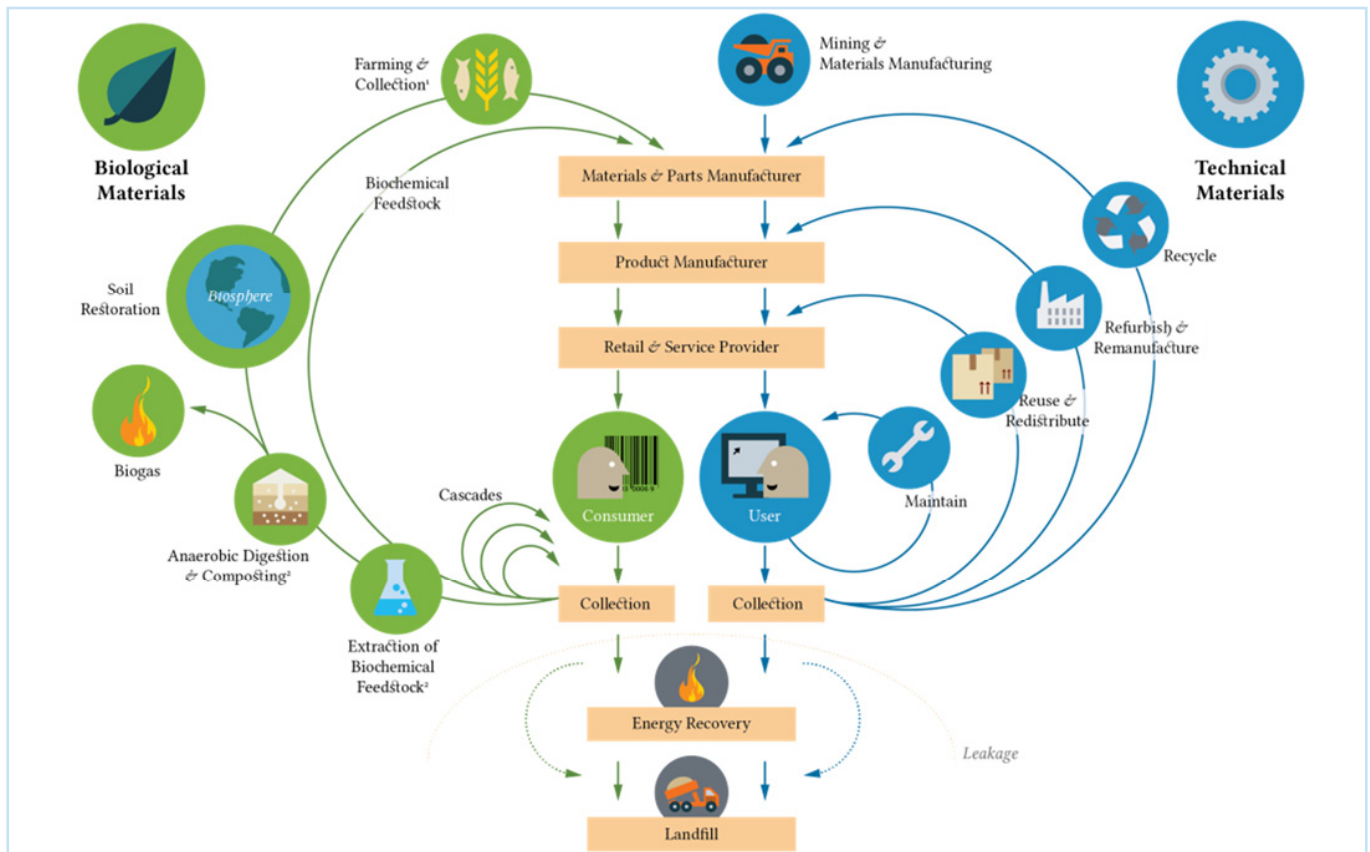 Farming &
Collection¹
Mining &
Materials Manufacturing
Biological
Materials
Technical
Materials
Biochemical
Feedstock
Materials & Parts Manufacturer
Product Manufacturer
Retail & Service Provider
Recycle
Refurbish &
Remanufacture
Reuse &
Redistribute
Maintain
Soil
Restoration
Biosphere
Biogas
Cascades
Consumer
User
Anaerobic Digestion
& Composting²
Extraction of
Biochemical
Feedstock²
Collection
Collection
Energy Recovery
Leakage
Landfill